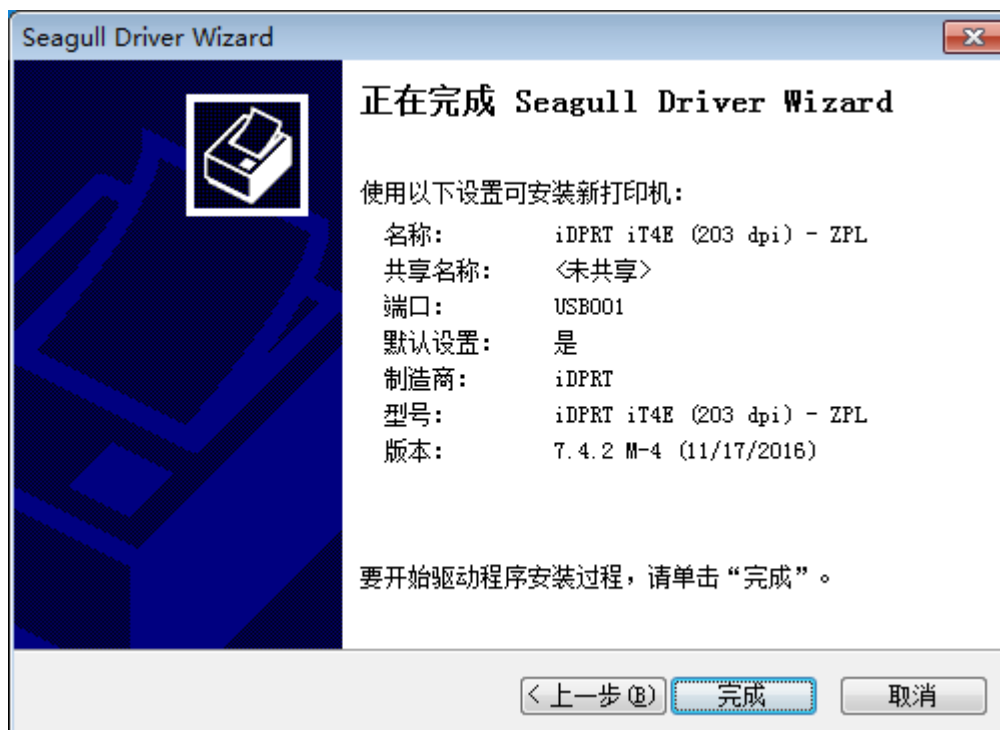 Seagull Driver Wizard
正在完成 Seagull Driver Wizard
使用以下设置可安装新打印机:
名称: iDPRT iT4E (203 dpi) - ZPL
共享名称: <未共享>
端口: USB001
默认设置: 是
制造商: iDPRT
型号: iDPRT iT4E (203 dpi) - ZPL
版本: 7.4.2 M-4 (11/17/2016)
要开始驱动程序安装过程，请单击“完成”。
< 上一步(B) 完成 取消